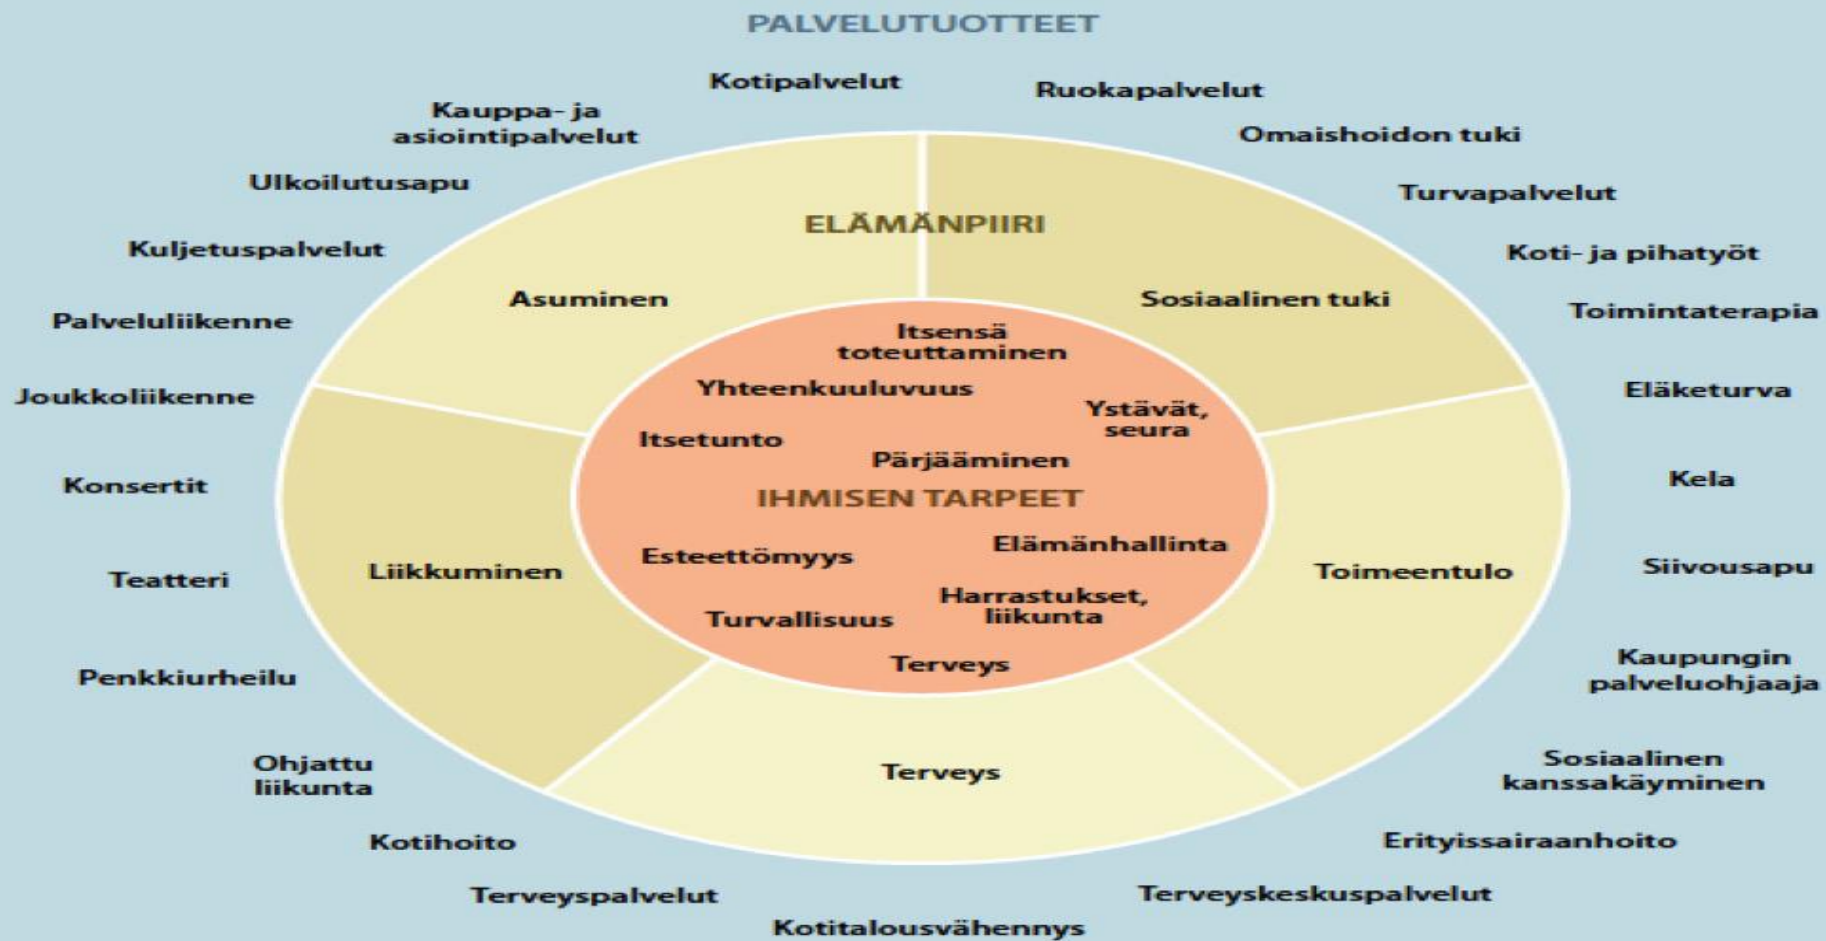 PALVELUTUOTTEET
Kotipalvelut
Ruokapalvelut
Kauppa- ja
asiointipalvelut
Omaishoidon tuki
Ulkoilutusapu
Turvapalvelut
Kuljetuspalvelut
Koti- ja pihatyöt
Palveluliikenne
Toimintaterapia
Joukkoliikenne
Eläketurva
Konsertit
Kela
Teatteri
Siivousapu
Penkkiurheilu
Kaupungin
palveluohjaaja
Ohjattu
liikunta
Sosiaalinen
kanssakäyminen
Kotihoito
Erityissairaanhoito
Terveyspalvelut
Terveyskeskuspalvelut
Kotitalousvähennys
ELÄMÄNPIIRI
Asuminen
Sosiaalinen tuki
Liikkuminen
Toimeentulo
Terveys
Itsensä
toteuttaminen
Yhteenkuuluvuus
Ystävät,
seura
Itsetunto
Pärjääminen
IHMISEN TARPEET
Esteettömyys
Elämänhallinta
Harrastukset,
liikunta
Turvallisuus
Terveys